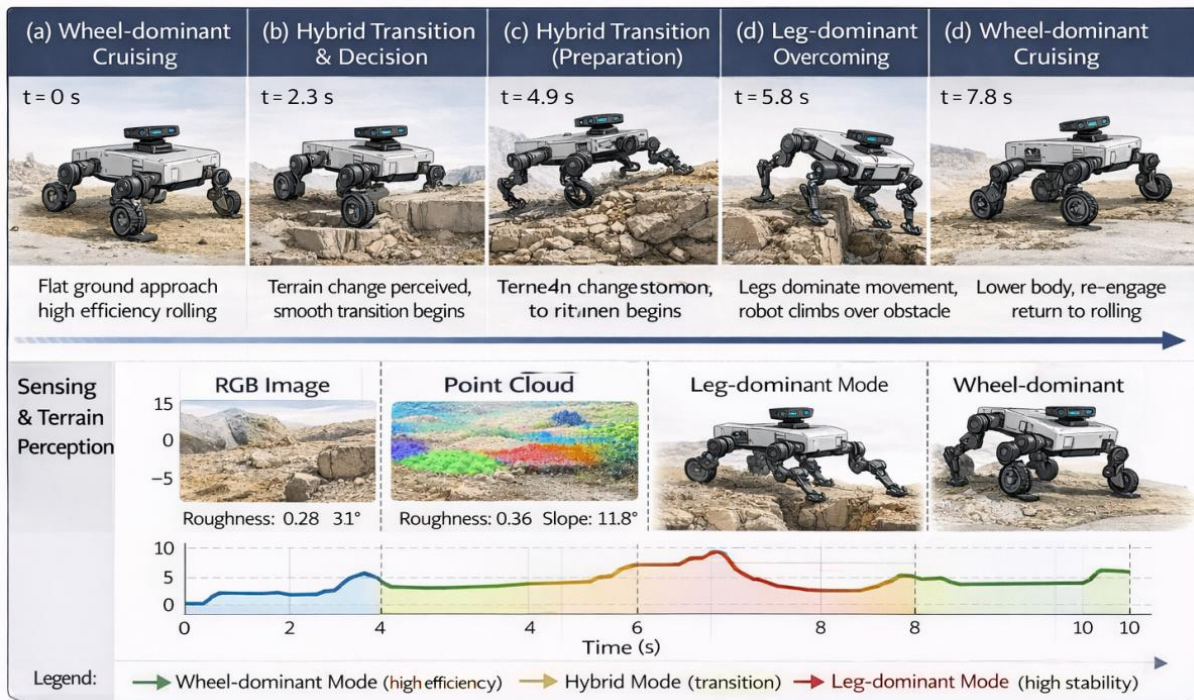 (a) Wheel-dominant
Cruising
(b) Hybrid Transition
& Decision
(c) Hybrid Transition
(Preparation)
(d) Leg-dominant
Overcoming
(d) Wheel-dominant
Cruising
t = 0 s
t = 2.3 s
t = 4.9 s
t = 5.8 s
t = 7.8 s
Flat ground approach
high efficiency rolling
Terrain change perceived,
smooth transition begins
change
to begins
Legs dominate movement,
robot climbs over obstacle
Lower body, re-engage
return to rolling
Sensing
& Terrain
Perception
RGB Image
Point Cloud
Leg-dominant Mode
Wheel-dominant
15
0
−5
Roughness: 0.28 31°
Roughness: 0.36 Slope: 11.8°
10
5
0
0 2 4 4 6 8 8 10 10
Time (s)
Legend: Wheel-dominant Mode (high efficiency) Hybrid Mode (transition) Leg-dominant Mode (high stability)